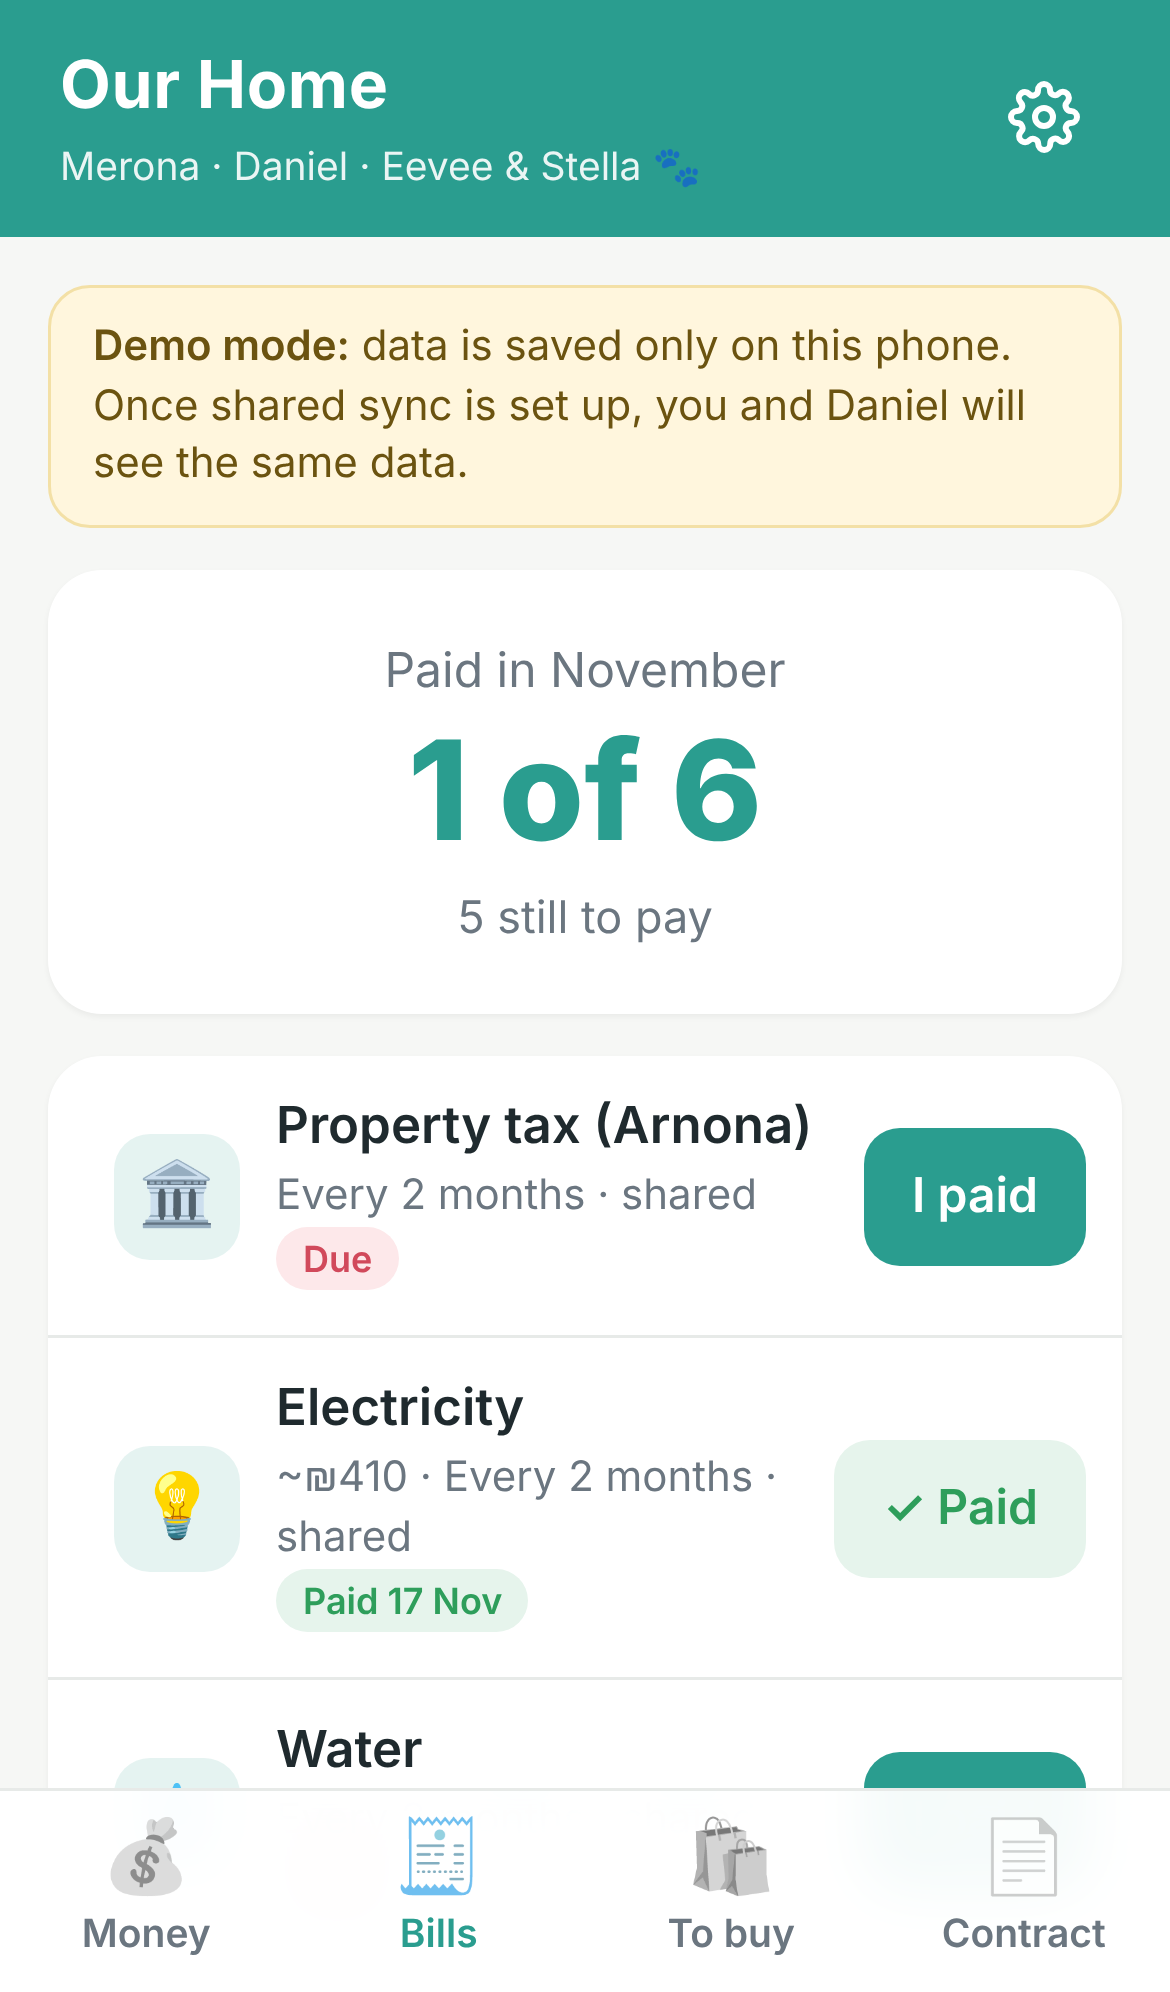 Our Home
Merona · Daniel · Eevee & Stella 🐾
Demo mode: data is saved only on this phone.
Once shared sync is set up, you and Daniel will
see the same data.
Paid in November
1 of 6
5 still to pay
Property tax (Arnona)
Every 2 months · shared
Due
I paid
Electricity
~₪410 · Every 2 months ·
shared
Paid 17 Nov
✓ Paid
Water
Money
Bills
To buy
Contract